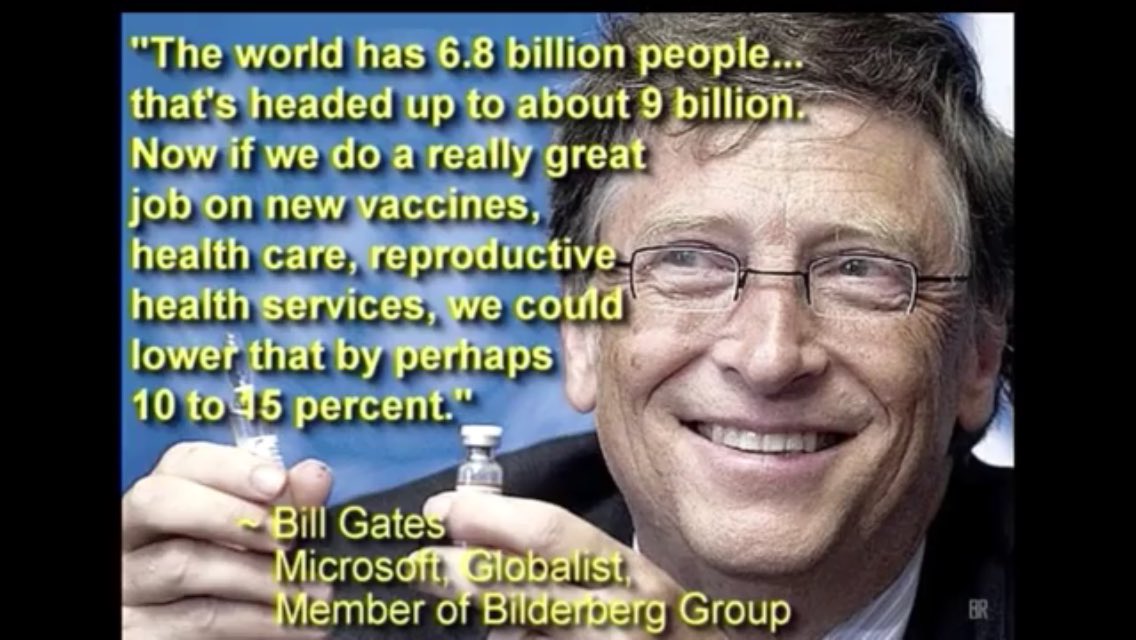 "The world has 6.8 billion people...
that's headed up to about 9 billion.
Now if we do a really great
job on new vaccines,
health care, reproductive
health services, we could
lower that by perhaps
10 to 15 percent."
~ Bill Gates
Microsoft, Globalist,
Member of Bilderberg Group
BR